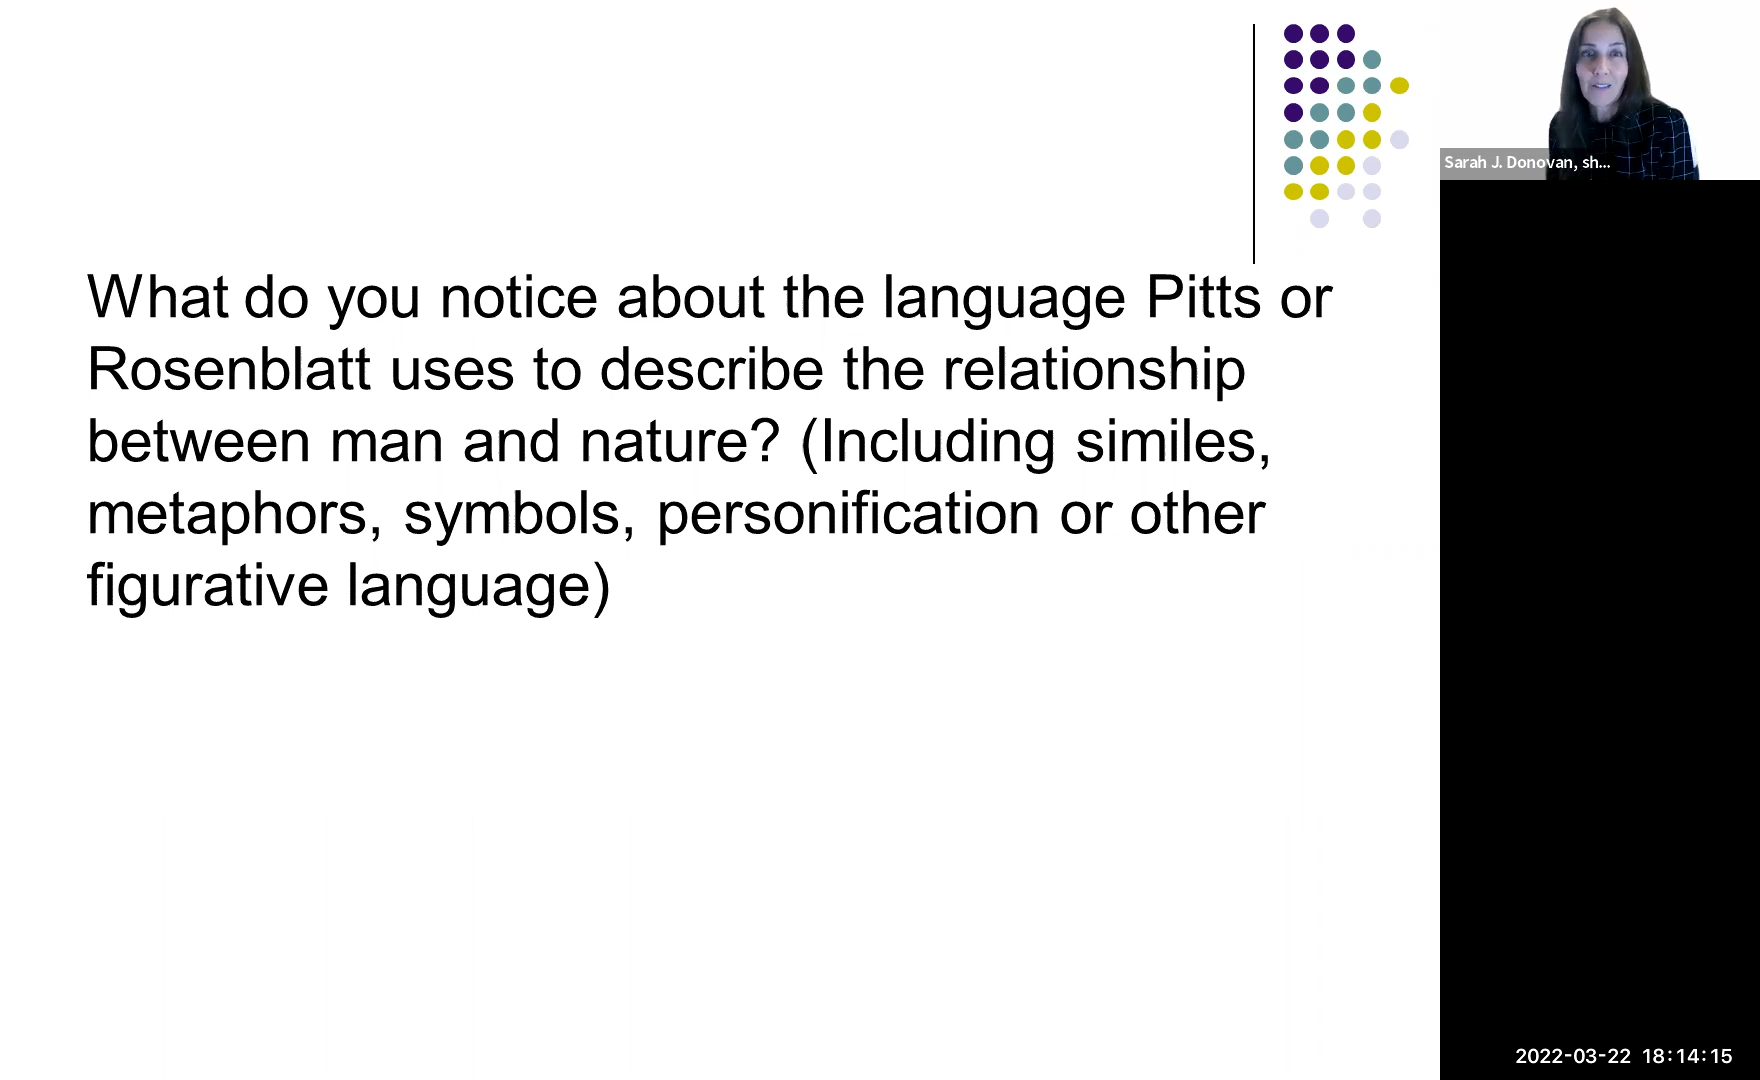 Sarah J. Donovan, sh...
What do you notice about the language Pitts or
Rosenblatt uses to describe the relationship
between man and nature? (Including similes,
metaphors, symbols, personification or other
figurative language)
2022-03-22 18:14:15